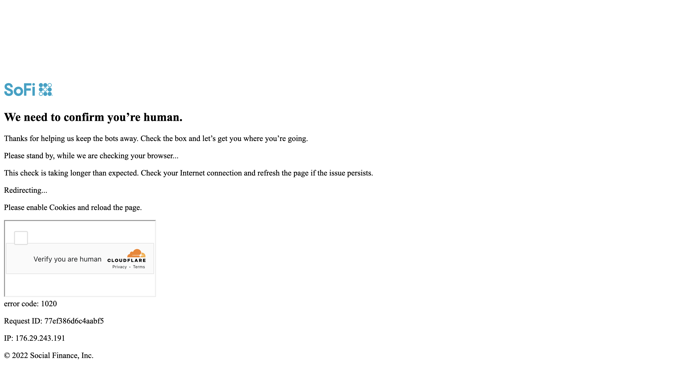 SoFi
We need to confirm you’re human.
Thanks for helping us keep the bots away. Check the box and let’s get you where you’re going.
Please stand by, while we are checking your browser...
This check is taking longer than expected. Check your Internet connection and refresh the page if the issue persists.
Redirecting...
Please enable Cookies and reload the page.
Verify you are human
CLOUDFLARE
Privacy • Terms
error code: 1020
Request ID: 77ef386d6c4aabf5
IP: 176.29.243.191
© 2022 Social Finance, Inc.